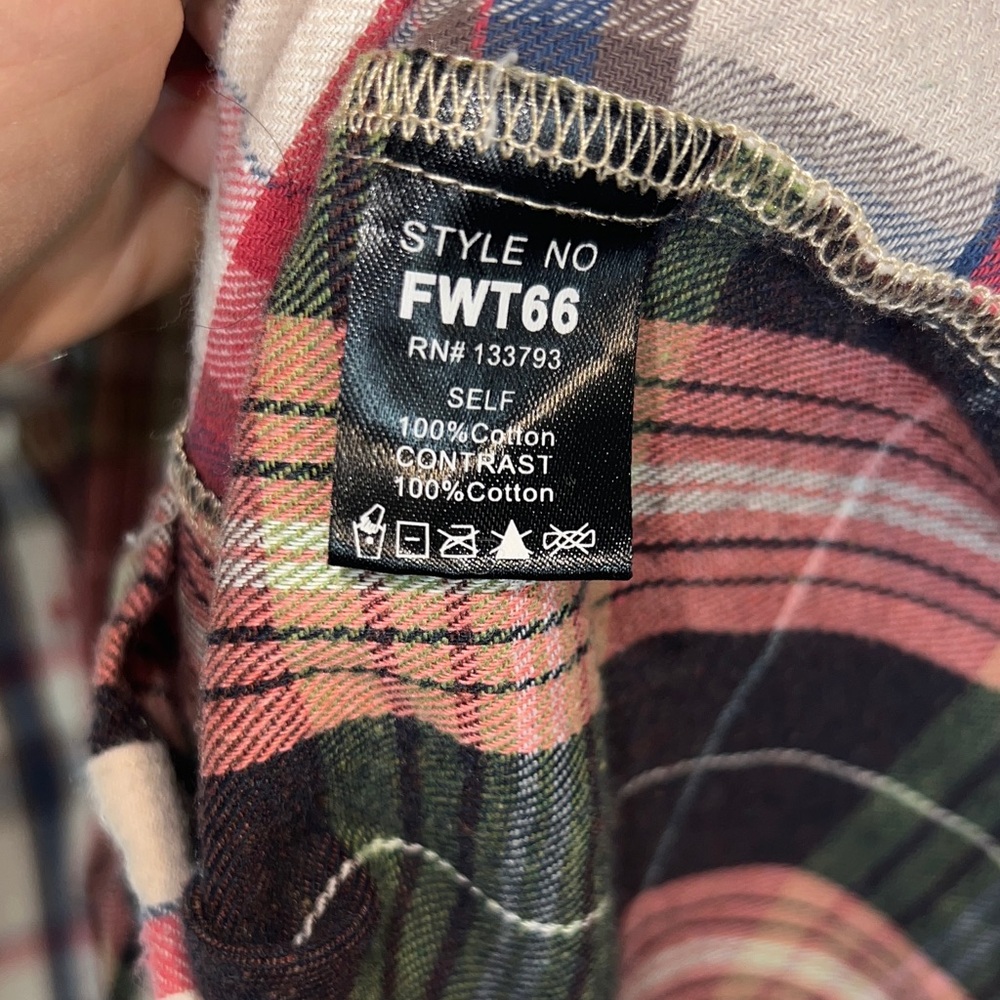 STYLE NO
FWT66
RN# 133793
SELF
100%Cotton
CONTRAST
100%Cotton